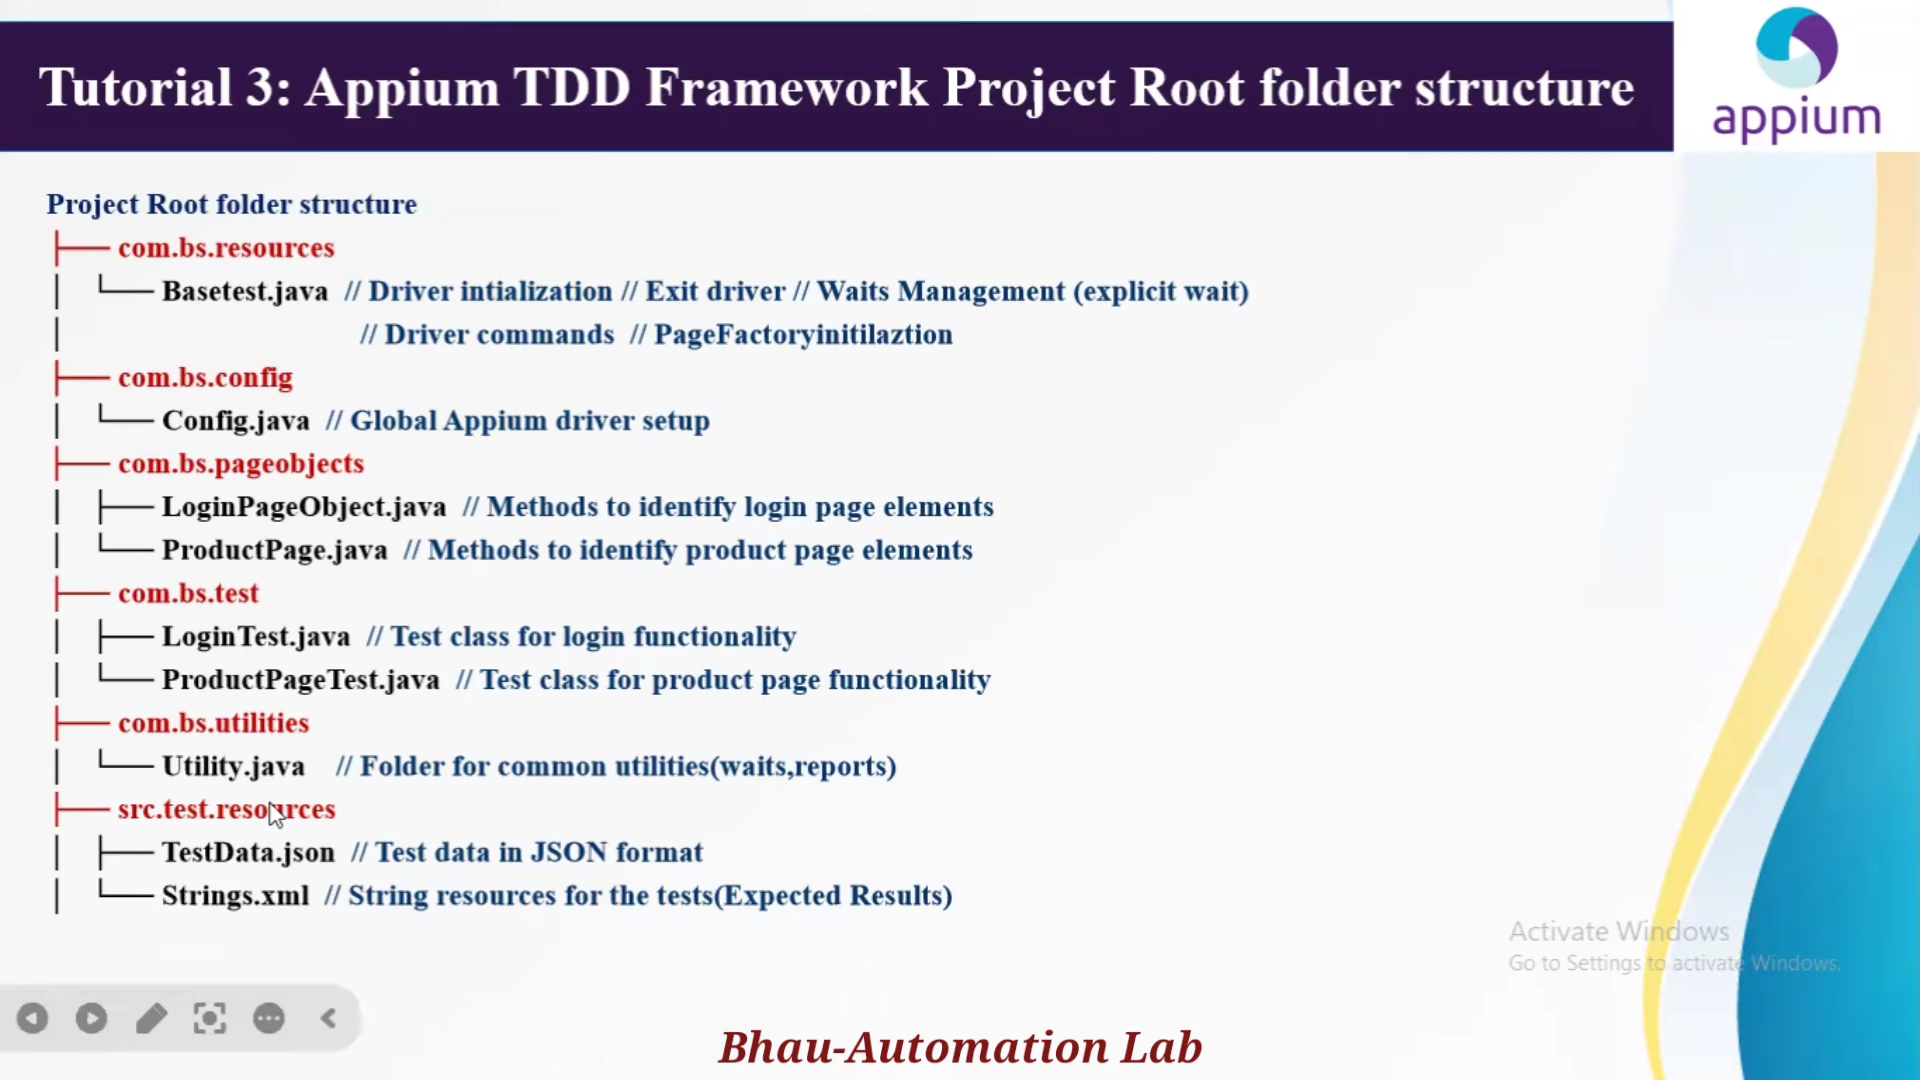 Tutorial 3: Appium TDD Framework Project Root folder structure
appium
Project Root folder structure
├── com.bs.resources
│ └── Basetest.java // Driver intialization // Exit driver // Waits Management (explicit wait)
│ // Driver commands // PageFactoryinitilaztion
├── com.bs.config
│ └── Config.java // Global Appium driver setup
├── com.bs.pageobjects
│ ├── LoginPageObject.java // Methods to identify login page elements
│ └── ProductPage.java // Methods to identify product page elements
├── com.bs.test
│ ├── LoginTest.java // Test class for login functionality
│ └── ProductPageTest.java // Test class for product page functionality
├── com.bs.utilities
│ └── Utility.java // Folder for common utilities(waits,reports)
├── src.test.resources
│ ├── TestData.json // Test data in JSON format
│ └── Strings.xml // String resources for the tests(Expected Results)
Activate Windows
Go to Settings to activate Windows.
Bhau-Automation Lab